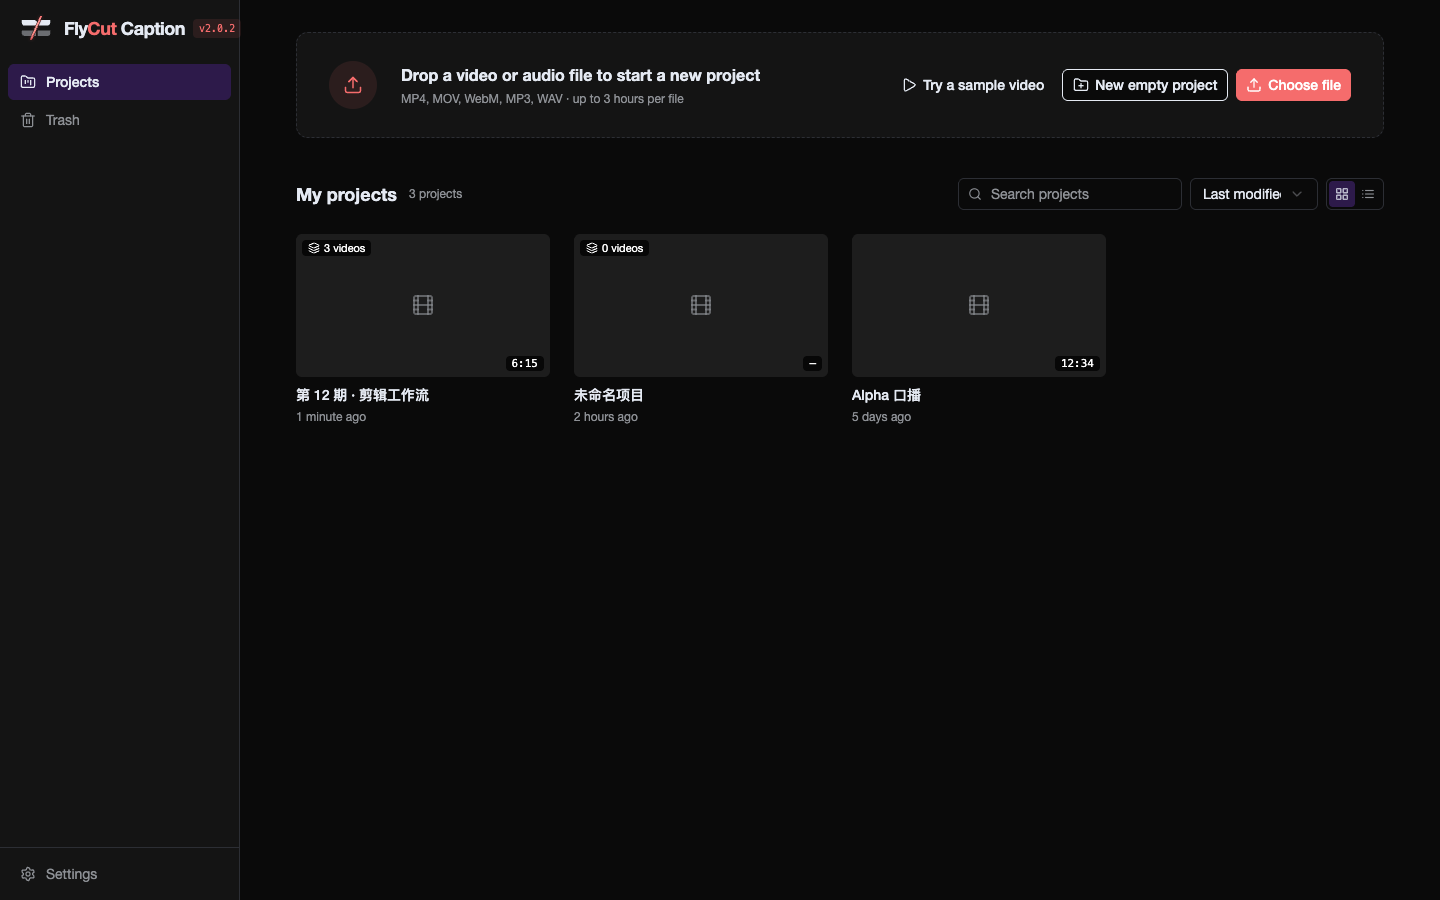 FlyCut Caption v2.0.2
Projects
Trash
Drop a video or audio file to start a new project
MP4, MOV, WebM, MP3, WAV · up to 3 hours per file
Try a sample video
New empty project
Choose file
My projects 3 projects
Search projects
Last modifie
3 videos
6:15
第 12 期 · 剪辑工作流
1 minute ago
0 videos
–
未命名项目
2 hours ago
12:34
Alpha 口播
5 days ago
Settings